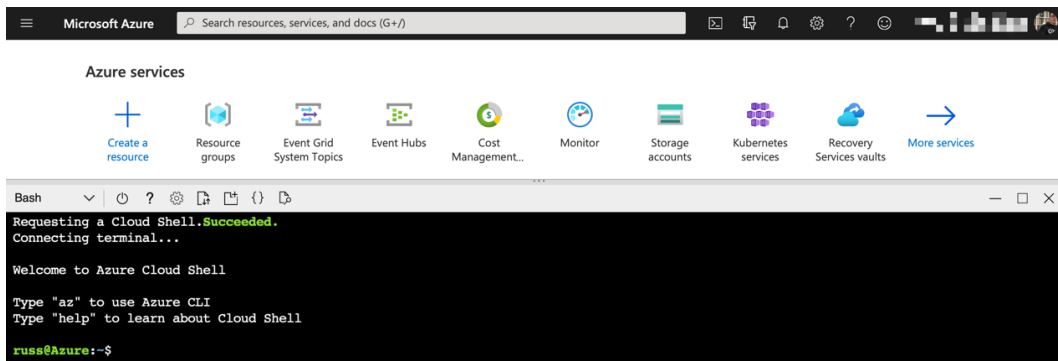 Microsoft Azure
Search resources, services, and docs (G+/)
Azure services
Create a
resource
Resource
groups
Event Grid
System Topics
Event Hubs
Cost
Management...
Monitor
Storage
accounts
Kubernetes
services
Recovery
Services vaults
More services
Bash
Requesting a Cloud Shell.Succeeded.
Connecting terminal...
Welcome to Azure Cloud Shell
Type "az" to use Azure CLI
Type "help" to learn about Cloud Shell
russ@Azure:~$